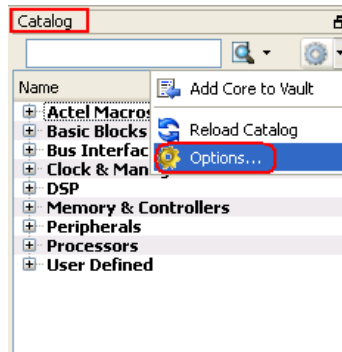 Catalog
Name
Add Core to Vault
Actel Macros
Basic Blocks
Reload Catalog
Bus Interfac
Options...
Clock & Man
DSP
Memory & Controllers
Peripherals
Processors
User Defined